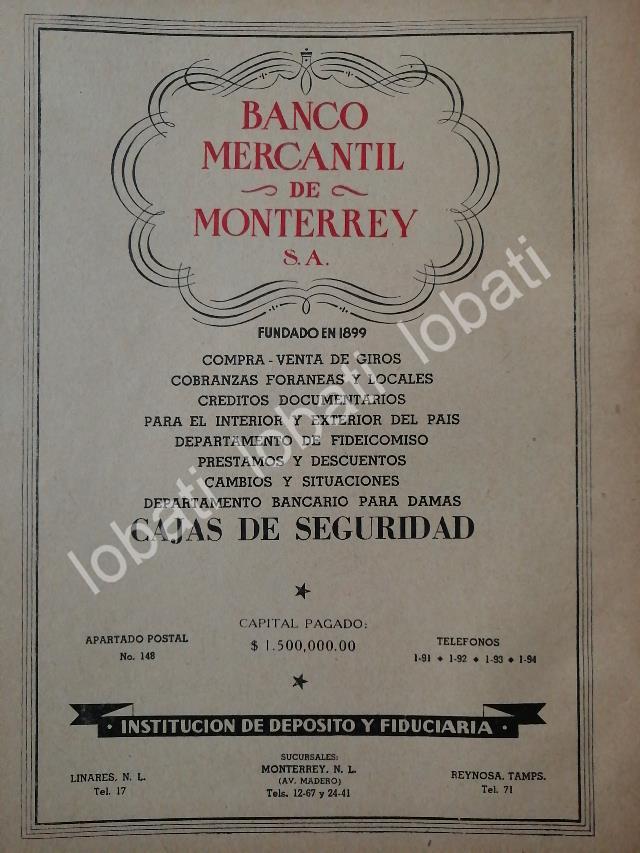 BANCO
MERCANTIL
DE
MONTERREY
S.A.
FUNDADO EN 1899
COMPRA - VENTA DE GIROS
COBRANZAS FORANEAS Y LOCALES
CREDITOS DOCUMENTARIOS
PARA EL INTERIOR Y EXTERIOR DEL PAIS
DEPARTAMENTO DE FIDEICOMISO
PRESTAMOS Y DESCUENTOS
CAMBIOS Y SITUACIONES
DEPARTAMENTO BANCARIO PARA DAMAS
CAJAS DE SEGURIDAD
CAPITAL PAGADO:
$ 1.500,000.00
APARTADO POSTAL
No. 148
TELEFONOS
1-91 ◆ 1-92 ◆ 1-93 ◆ 1-94
· INSTITUCION DE DEPOSITO Y FIDUCIARIA ·
LINARES, N. L.
Tel. 17
SUCURSALES:
MONTERREY, N. L.
(AV. MADERO)
Tels. 12-67 y 24-41
REYNOSA, TAMPS.
Tel. 71
lobati lobati lobati